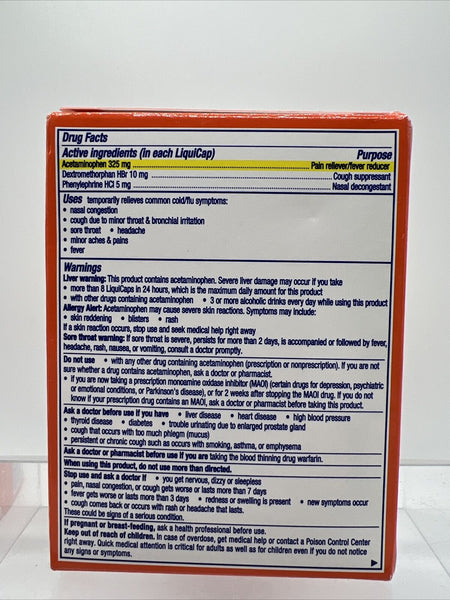 Drug Facts
Active ingredients (in each LiquiCap) Purpose
Acetaminophen 325 mg ........ Pain reliever/fever reducer
Dextromethorphan HBr 10 mg ........ Cough suppressant
Phenylephrine HCl 5 mg ........ Nasal decongestant
Uses temporarily relieves common cold/flu symptoms:
• nasal congestion
• cough due to minor throat & bronchial irritation
• sore throat • headache
• minor aches & pains
• fever
Warnings
Liver warning: This product contains acetaminophen. Severe liver damage may occur if you take
• more than 8 LiquiCaps in 24 hours, which is the maximum daily amount for this product
• with other drugs containing acetaminophen • 3 or more alcoholic drinks every day while using this product
Allergy Alert: Acetaminophen may cause severe skin reactions. Symptoms may include:
• skin reddening • blisters • rash
If a skin reaction occurs, stop use and seek medical help right away
Sore throat warning: If sore throat is severe, persists for more than 2 days, is accompanied or followed by fever,
headache, rash, nausea, or vomiting, consult a doctor promptly.
Do not use • with any other drug containing acetaminophen (prescription or nonprescription). If you are not
sure whether a drug contains acetaminophen, ask a doctor or pharmacist.
• if you are now taking a prescription monoamine oxidase inhibitor (MAOI) (certain drugs for depression, psychiatric
or emotional conditions, or Parkinson's disease), or for 2 weeks after stopping the MAOI drug. If you do not
know if your prescription drug contains an MAOI, ask a doctor or pharmacist before taking this product.
Ask a doctor before use if you have • liver disease • heart disease • high blood pressure
• thyroid disease • diabetes • trouble urinating due to enlarged prostate gland
• cough that occurs with too much phlegm (mucus)
• persistent or chronic cough such as occurs with smoking, asthma, or emphysema
Ask a doctor or pharmacist before use if you are taking the blood thinning drug warfarin.
When using this product, do not use more than directed.
Stop use and ask a doctor if • you get nervous, dizzy or sleepless
• pain, nasal congestion, or cough gets worse or lasts more than 7 days
• fever gets worse or lasts more than 3 days • redness or swelling is present • new symptoms occur
• cough comes back or occurs with rash or headache that lasts.
These could be signs of a serious condition.
If pregnant or breast-feeding, ask a health professional before use.
Keep out of reach of children. In case of overdose, get medical help or contact a Poison Control Center
right away. Quick medical attention is critical for adults as well as for children even if you do not notice
any signs or symptoms.